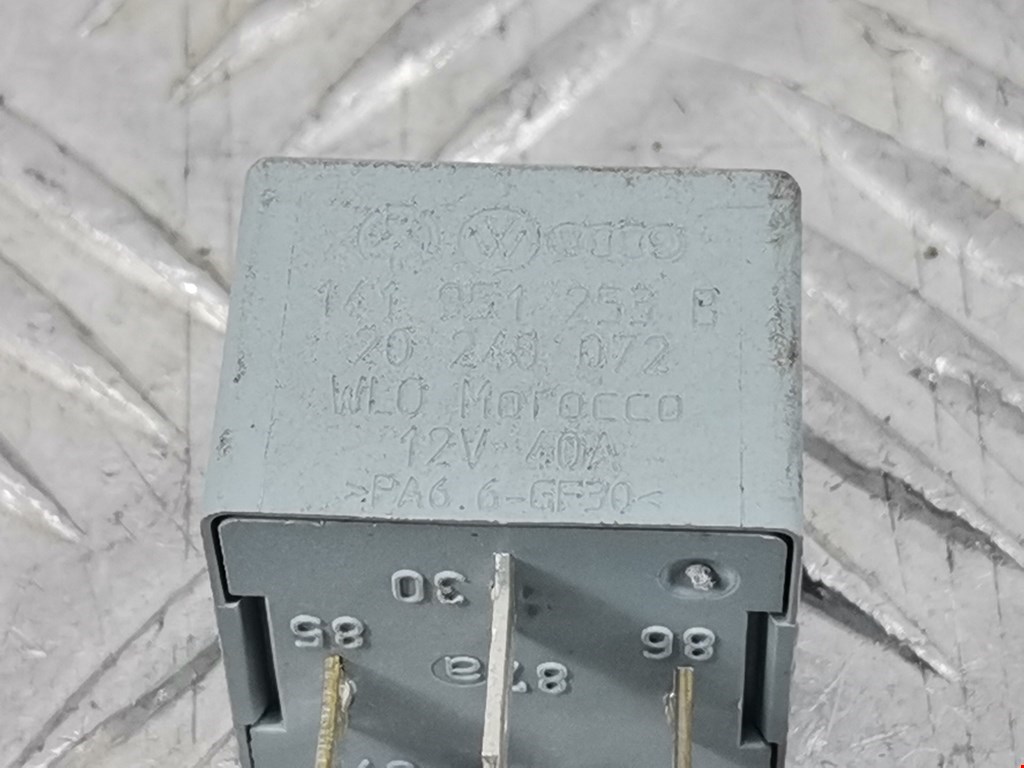 141 951 253 B
20 240 072
WLO Morocco
12V 40A
>PA6.6-GF30<
30
85
86
87a